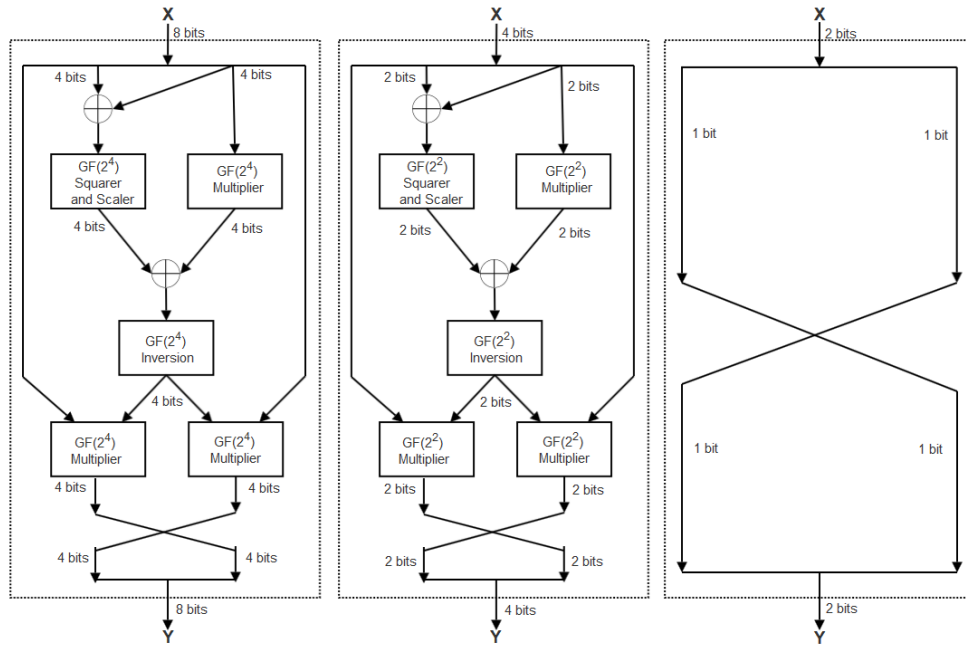 X
8 bits
4 bits
4 bits
GF(2⁴)
Squarer
and Scaler
GF(2⁴)
Multiplier
4 bits
4 bits
GF(2⁴)
Inversion
4 bits
GF(2⁴)
Multiplier
GF(2⁴)
Multiplier
4 bits
4 bits
4 bits
4 bits
8 bits
Y
X
4 bits
2 bits
2 bits
GF(2²)
Squarer
and Scaler
GF(2²)
Multiplier
2 bits
2 bits
GF(2²)
Inversion
2 bits
GF(2²)
Multiplier
GF(2²)
Multiplier
2 bits
2 bits
2 bits
2 bits
4 bits
Y
X
2 bits
1 bit
1 bit
1 bit
1 bit
2 bits
Y